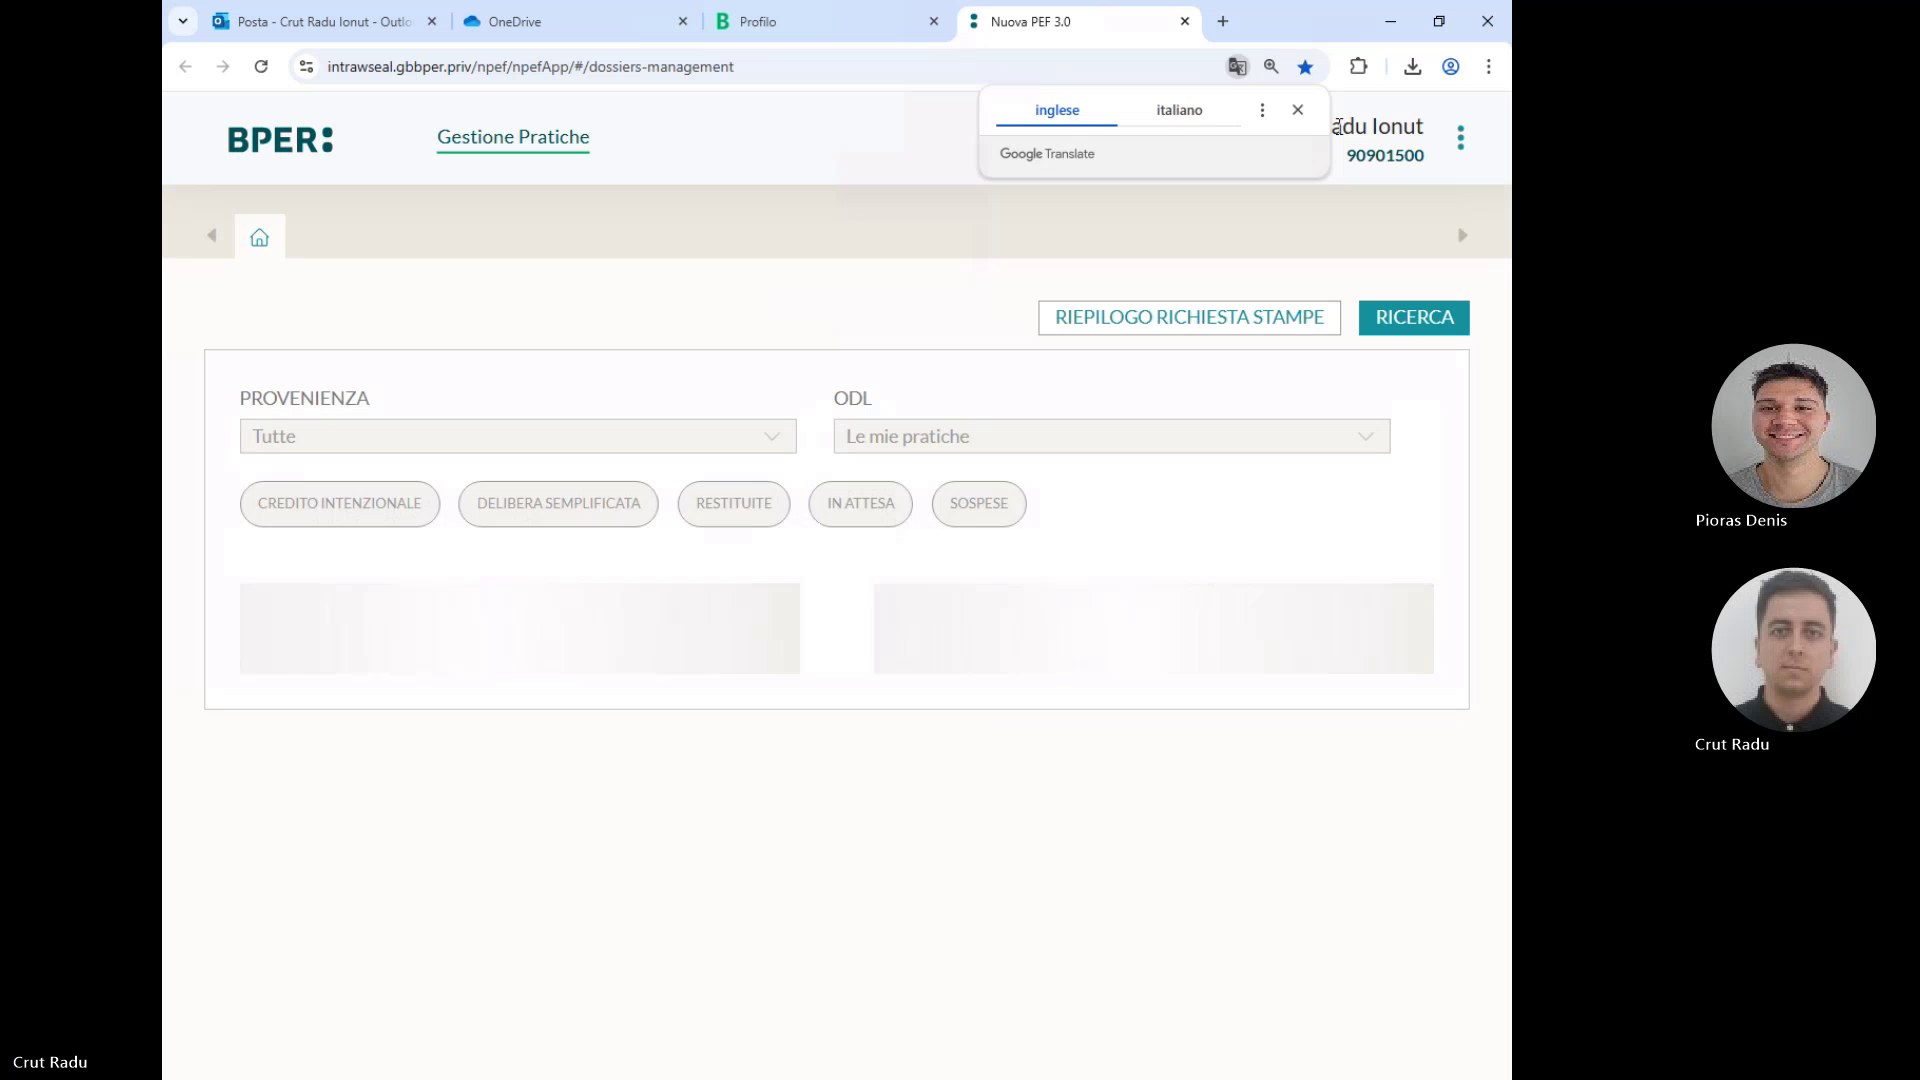 Posta - Crut Radu Ionut - Outlo
OneDrive
Profilo
Nuova PEF 3.0
intrawseal.gbbper.priv/npef/npefApp/#/dossiers-management
inglese
italiano
Google Translate
BPER:
Gestione Pratiche
adu Ionut
90901500
RIEPILOGO RICHIESTA STAMPE
RICERCA
PROVENIENZA
ODL
Tutte
Le mie pratiche
CREDITO INTENZIONALE
DELIBERA SEMPLIFICATA
RESTITUITE
IN ATTESA
SOSPESE
Pioras Denis
Crut Radu
Crut Radu